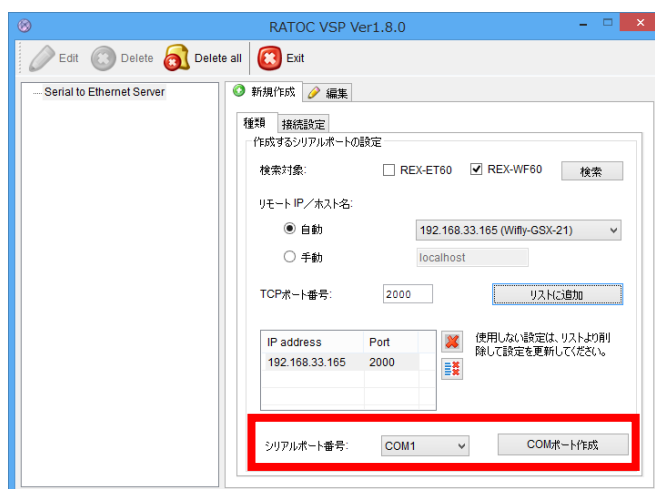 RATOC VSP Ver1.8.0
Edit Delete Delete all Exit
Serial to Ethernet Server
新規作成 編集
種類 接続設定
作成するシリアルポートの設定
検索対象: REX-ET60 REX-WF60 検索
リモート IP/ホスト名:
自動 192.168.33.165 (Wifly-GSX-21)
手動 localhost
TCPポート番号: 2000 リストに追加
IP address Port
192.168.33.165 2000
使用しない設定は、リストより削
除して設定を更新してください。
シリアルポート番号: COM1 COMポート作成